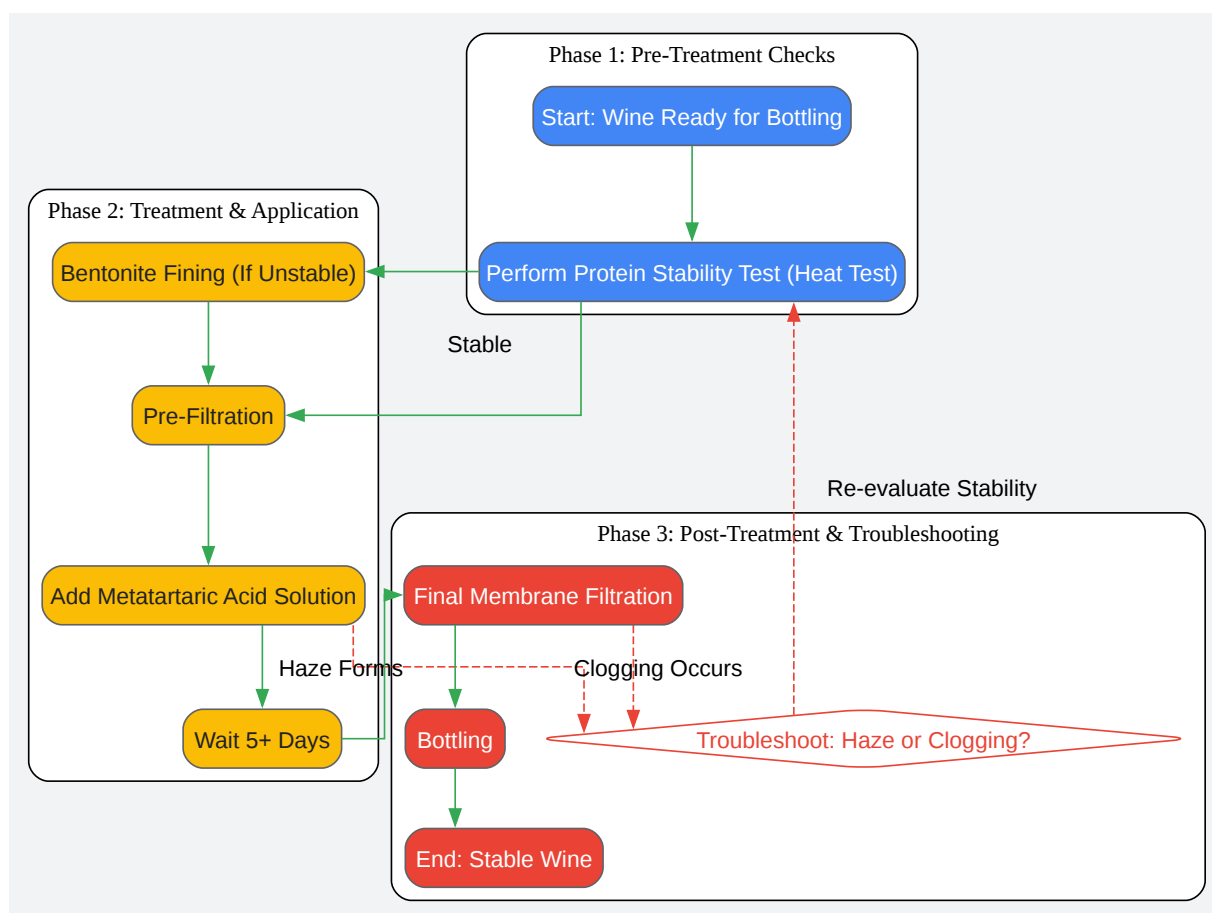 Phase 1: Pre-Treatment Checks
Start: Wine Ready for Bottling
Perform Protein Stability Test (Heat Test)
Phase 2: Treatment & Application
Bentonite Fining (If Unstable)
Stable
Pre-Filtration
Add Metatartaric Acid Solution
Haze Forms
Wait 5+ Days
Re-evaluate Stability
Phase 3: Post-Treatment & Troubleshooting
Final Membrane Filtration
Clogging Occurs
Bottling
Troubleshoot: Haze or Clogging?
End: Stable Wine